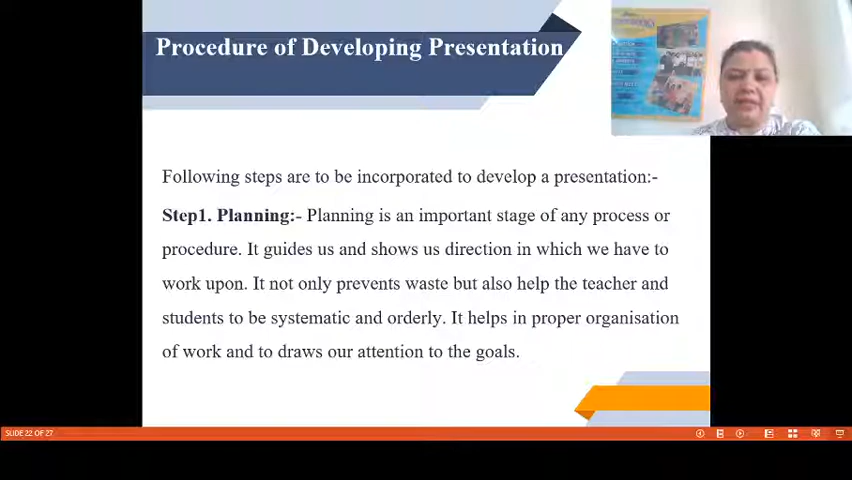 Procedure of Developing Presentation
Following steps are to be incorporated to develop a presentation:-
Step1. Planning:- Planning is an important stage of any process or
procedure. It guides us and shows us direction in which we have to
work upon. It not only prevents waste but also help the teacher and
students to be systematic and orderly. It helps in proper organisation
of work and to draws our attention to the goals.
SLIDE 22 OF 27